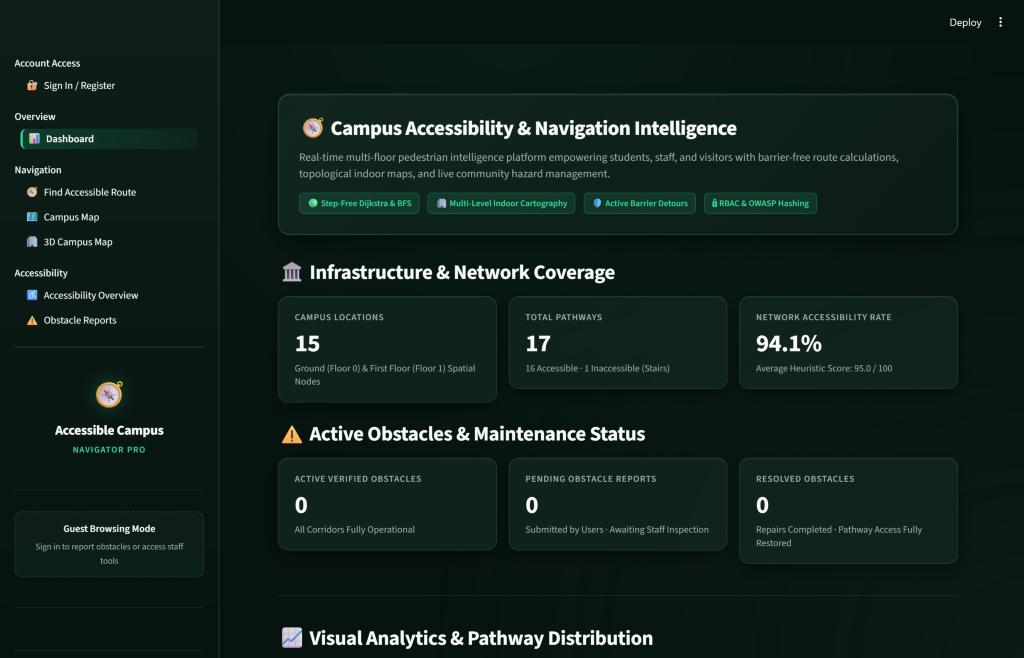 Deploy
Account Access
Sign In / Register
Overview
Dashboard
Navigation
Find Accessible Route
Campus Map
3D Campus Map
Accessibility
Accessibility Overview
Obstacle Reports
Accessible Campus
NAVIGATOR PRO
Guest Browsing Mode
Sign in to report obstacles or access staff
tools
Campus Accessibility & Navigation Intelligence
Real-time multi-floor pedestrian intelligence platform empowering students, staff, and visitors with barrier-free route calculations,
topological indoor maps, and live community hazard management.
Step-Free Dijkstra & BFS
Multi-Level Indoor Cartography
Active Barrier Detours
RBAC & OWASP Hashing
Infrastructure & Network Coverage
CAMPUS LOCATIONS
15
Ground (Floor 0) & First Floor (Floor 1) Spatial
Nodes
TOTAL PATHWAYS
17
16 Accessible · 1 Inaccessible (Stairs)
NETWORK ACCESSIBILITY RATE
94.1%
Average Heuristic Score: 95.0 / 100
Active Obstacles & Maintenance Status
ACTIVE VERIFIED OBSTACLES
0
All Corridors Fully Operational
PENDING OBSTACLE REPORTS
0
Submitted by Users · Awaiting Staff Inspection
RESOLVED OBSTACLES
0
Repairs Completed · Pathway Access Fully
Restored
Visual Analytics & Pathway Distribution